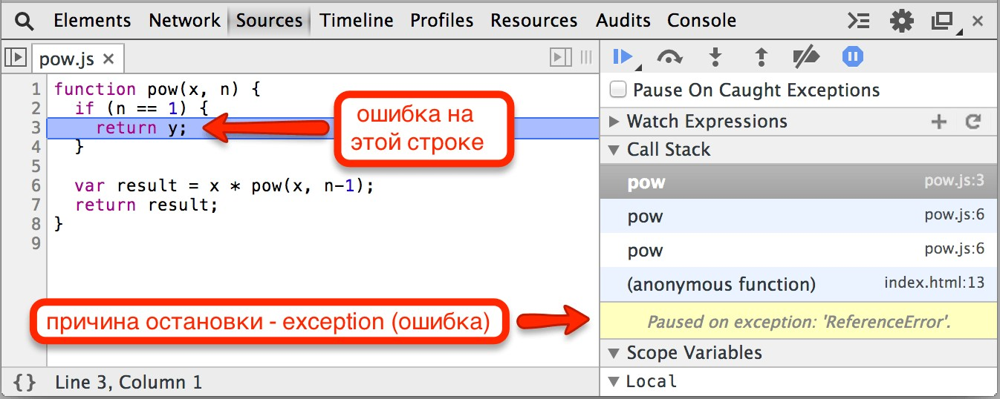 Elements Network Sources Timeline Profiles Resources Audits Console
pow.js
1 function pow(x, n) {
2 if (n == 1) {
3 return y;
4 }
5
6 var result = x * pow(x, n-1);
7 return result;
8 }
9
ошибка на
этой строке
причина остановки - exception (ошибка)
{} Line 3, Column 1
Pause On Caught Exceptions
Watch Expressions
Call Stack
pow pow.js:3
pow pow.js:6
pow pow.js:6
(anonymous function) index.html:13
Paused on exception: 'ReferenceError'.
Scope Variables
Local